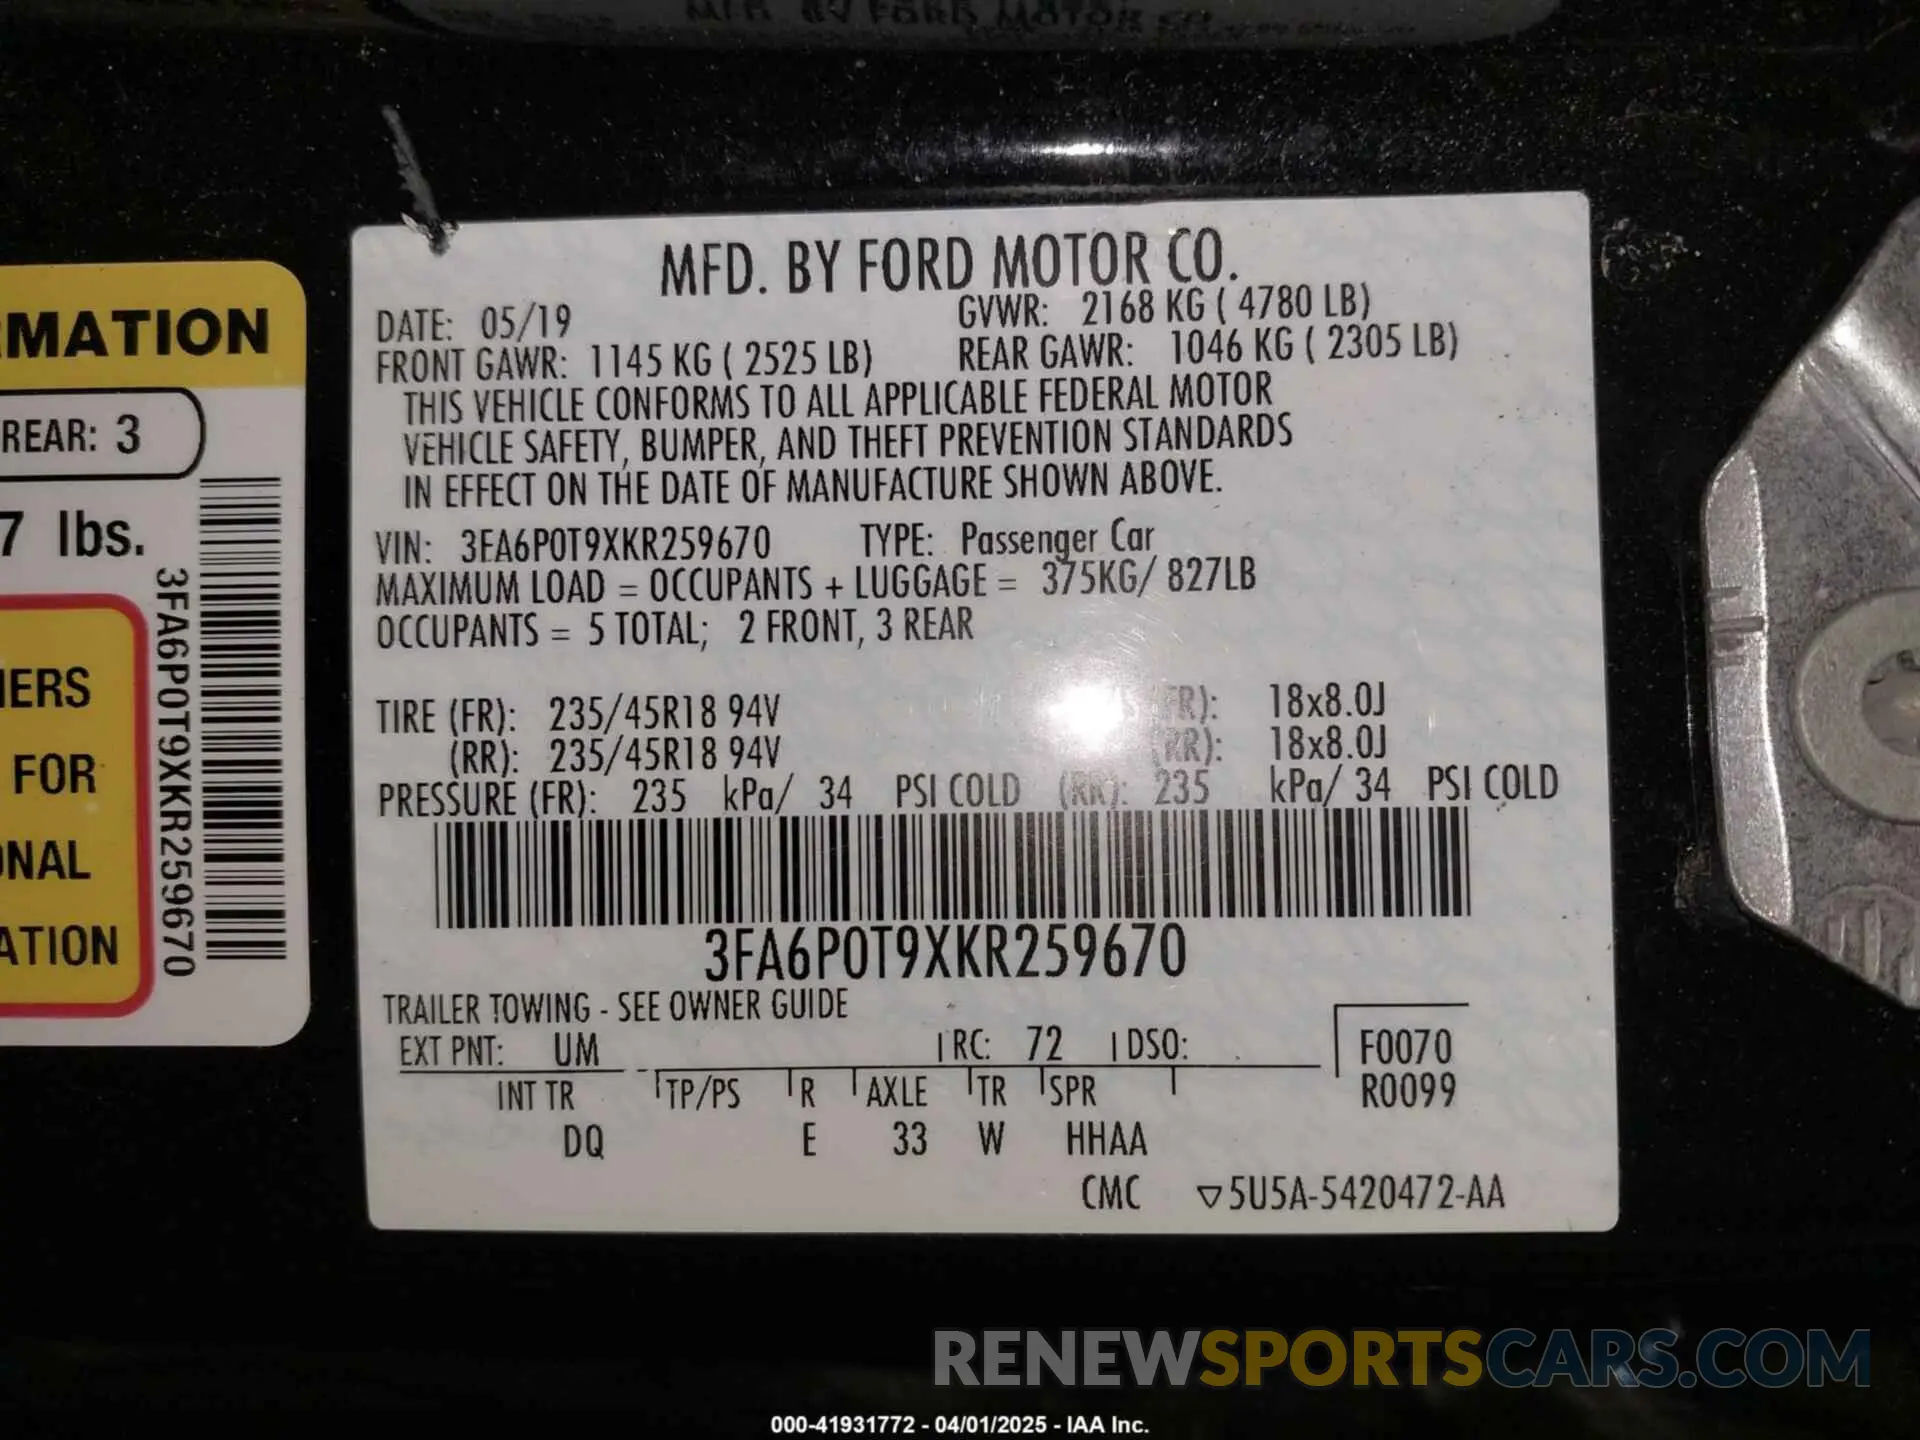 MFR. BY FORD MOTOR CO.
RMATION
REAR: 3
7 lbs.
IERS
FOR
ONAL
ATION
3FA6P0T9XKR259670
MFD. BY FORD MOTOR CO.
DATE: 05/19 GVWR: 2168 KG ( 4780 LB)
FRONT GAWR: 1145 KG ( 2525 LB) REAR GAWR: 1046 KG ( 2305 LB)
THIS VEHICLE CONFORMS TO ALL APPLICABLE FEDERAL MOTOR
VEHICLE SAFETY, BUMPER, AND THEFT PREVENTION STANDARDS
IN EFFECT ON THE DATE OF MANUFACTURE SHOWN ABOVE.
VIN: 3FA6P0T9XKR259670 TYPE: Passenger Car
MAXIMUM LOAD = OCCUPANTS + LUGGAGE = 375KG/ 827LB
OCCUPANTS = 5 TOTAL; 2 FRONT, 3 REAR
TIRE (FR): 235/45R18 94V (FR): 18x8.0J
(RR): 235/45R18 94V (RR): 18x8.0J
PRESSURE (FR): 235 kPa/ 34 PSI COLD (RR): 235 kPa/ 34 PSI COLD
3FA6P0T9XKR259670
TRAILER TOWING - SEE OWNER GUIDE
EXT PNT: UM RC: 72 DSO: F0070
INT TR TP/PS R AXLE TR SPR R0099
DQ E 33 W HHAA
CMC ▽5U5A-5420472-AA
RENEWSPORTSCARS.COM
000-41931772 - 04/01/2025 - IAA Inc.